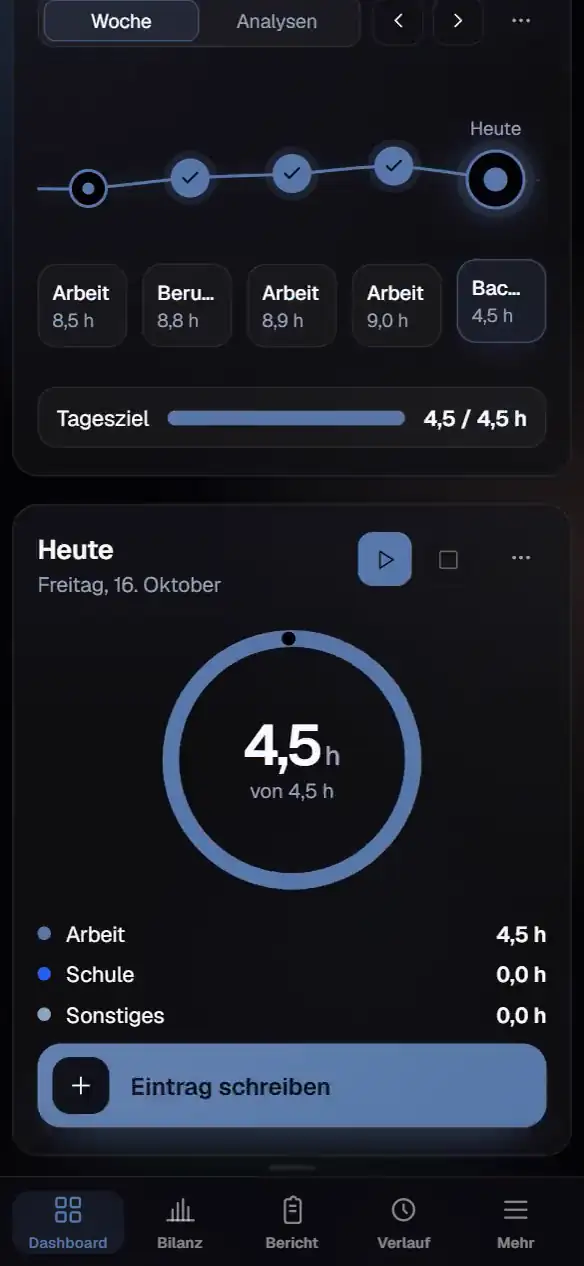 Woche Analysen
Heute
Arbeit Beru... Arbeit Arbeit Bac...
8,5 h 8,8 h 8,9 h 9,0 h 4,5 h
Tagesziel 4,5 / 4,5 h
Heute
Freitag, 16. Oktober
4,5 h
von 4,5 h
Arbeit 4,5 h
Schule 0,0 h
Sonstiges 0,0 h
Eintrag schreiben
Dashboard Bilanz Bericht Verlauf Mehr